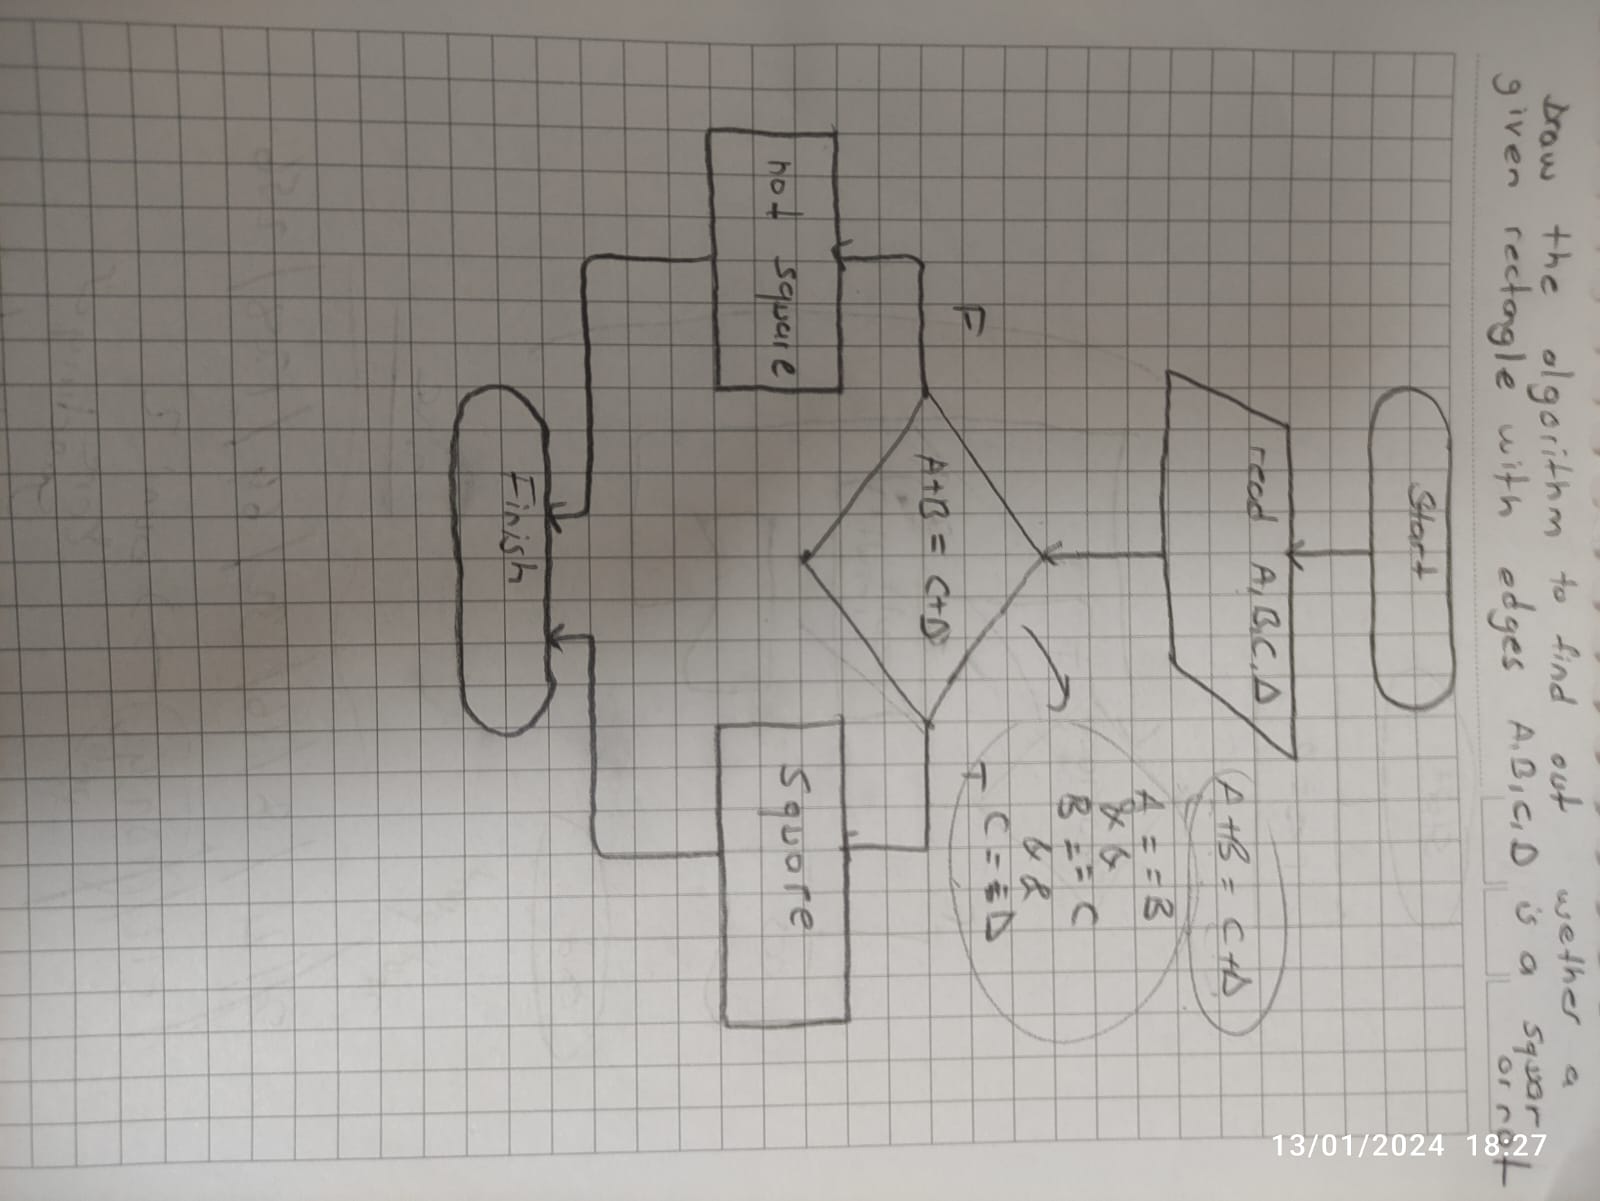 Draw the algorithm to find out wether a
given rectangle with edges A,B,C,D is a squar
or not
Start
read A,B,C,D
A+B = C+D
A+B = C+D
A == B
&&
B == C
&&
C == D
F
T
not square
Square
Finish
13/01/2024 18:27